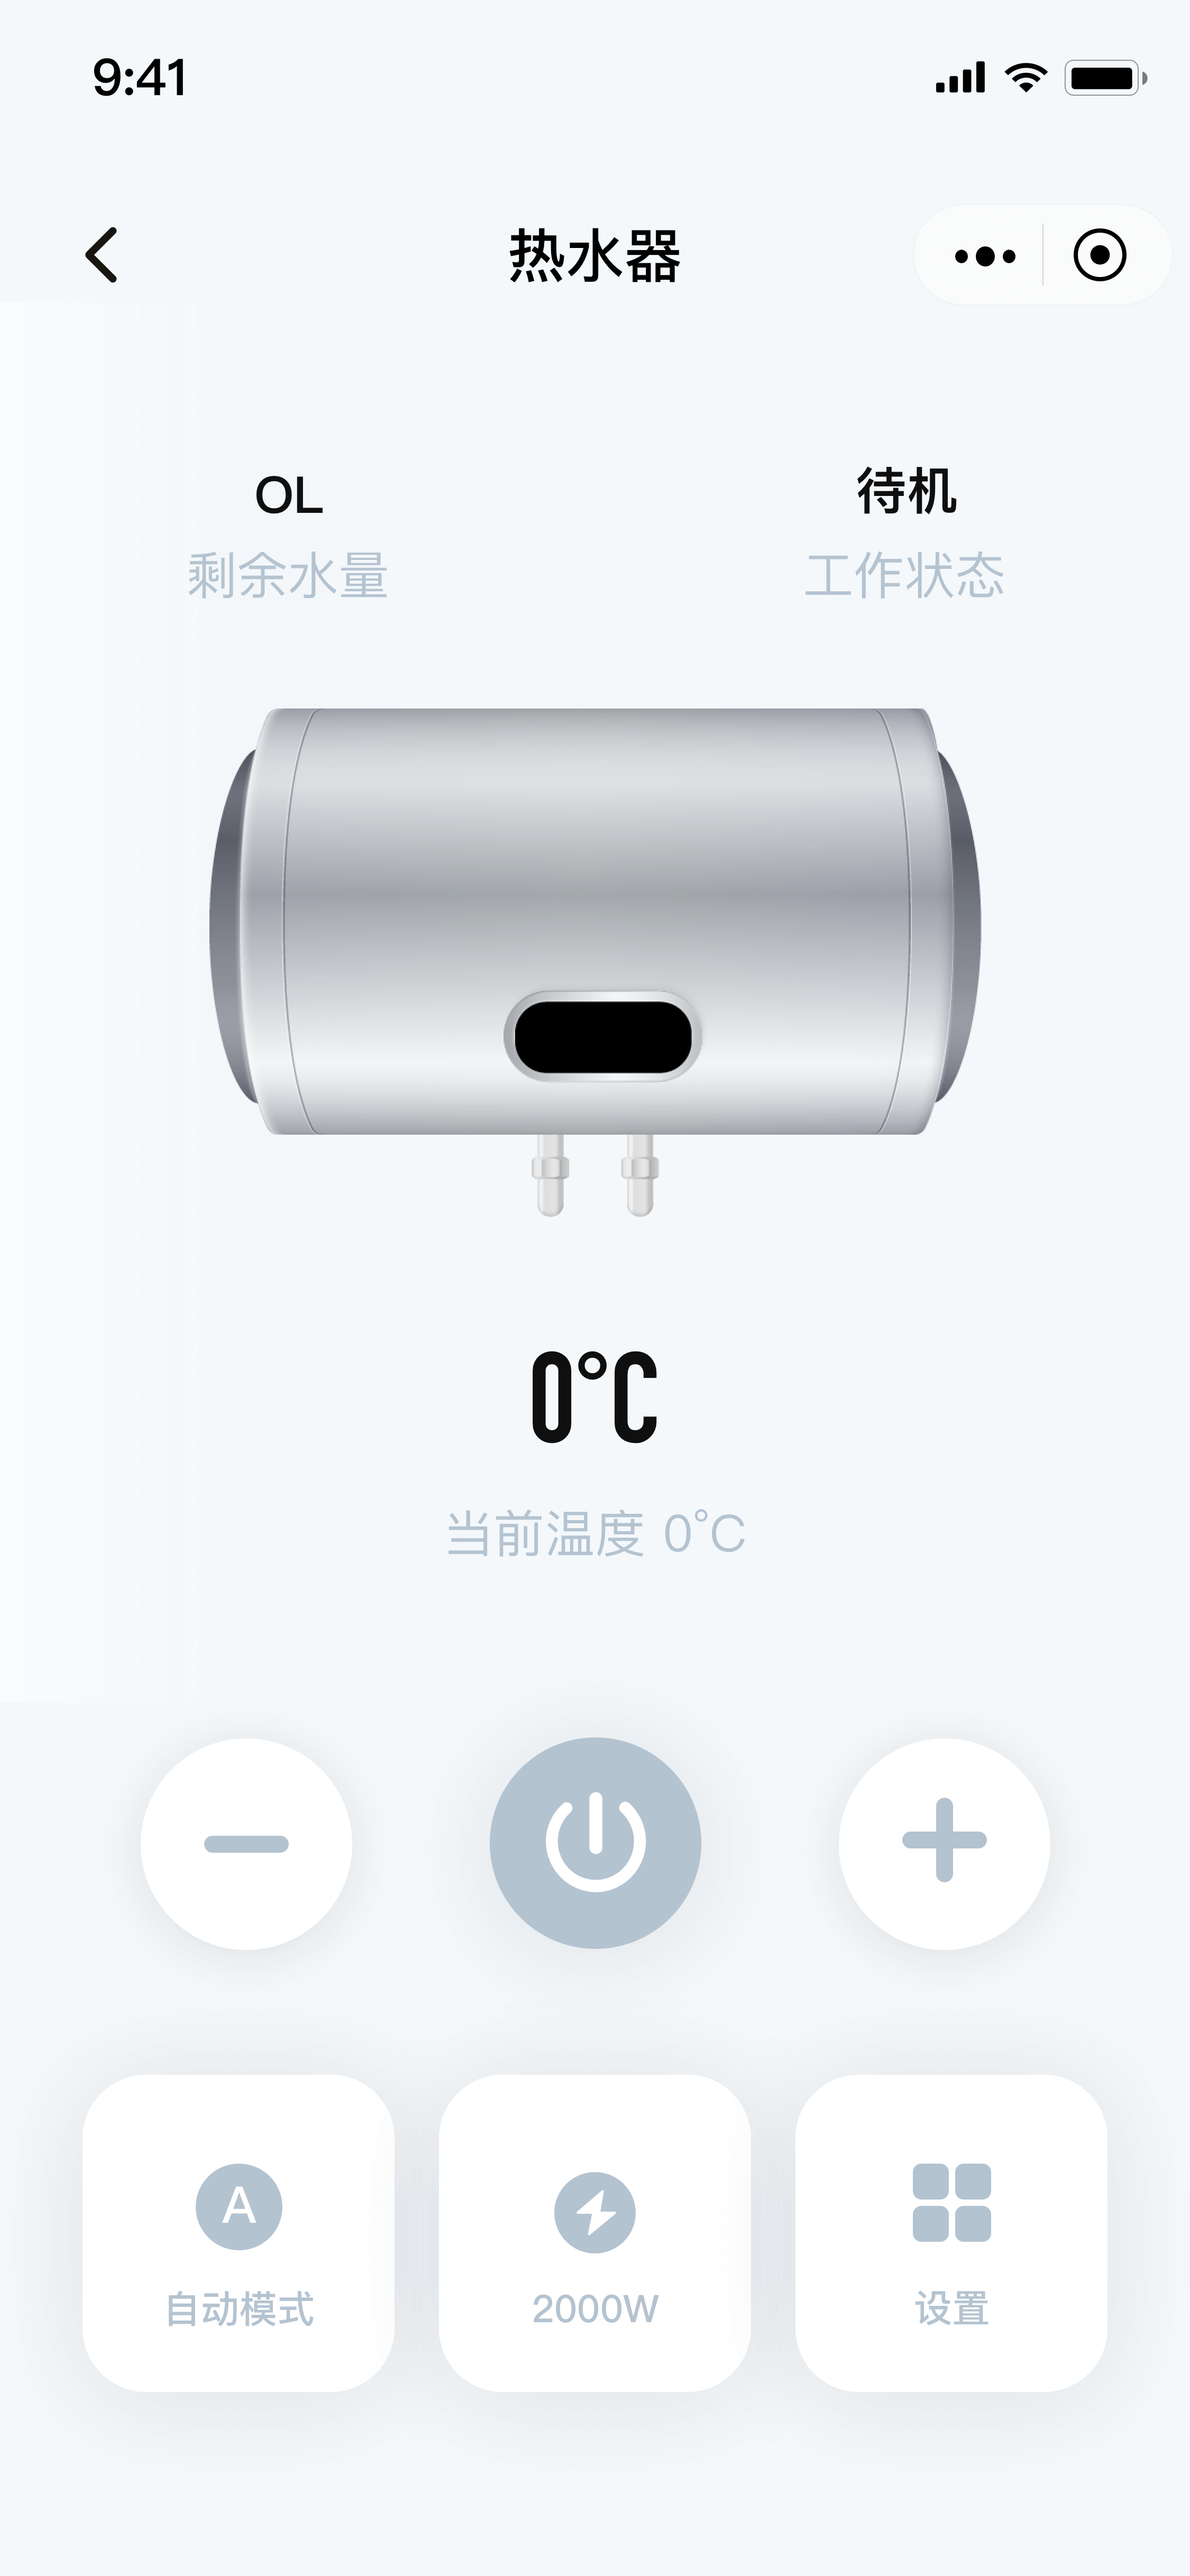 9:41
热水器
OL
待机
剩余水量
工作状态
0°C
当前温度 0°C
A
自动模式
2000W
设置